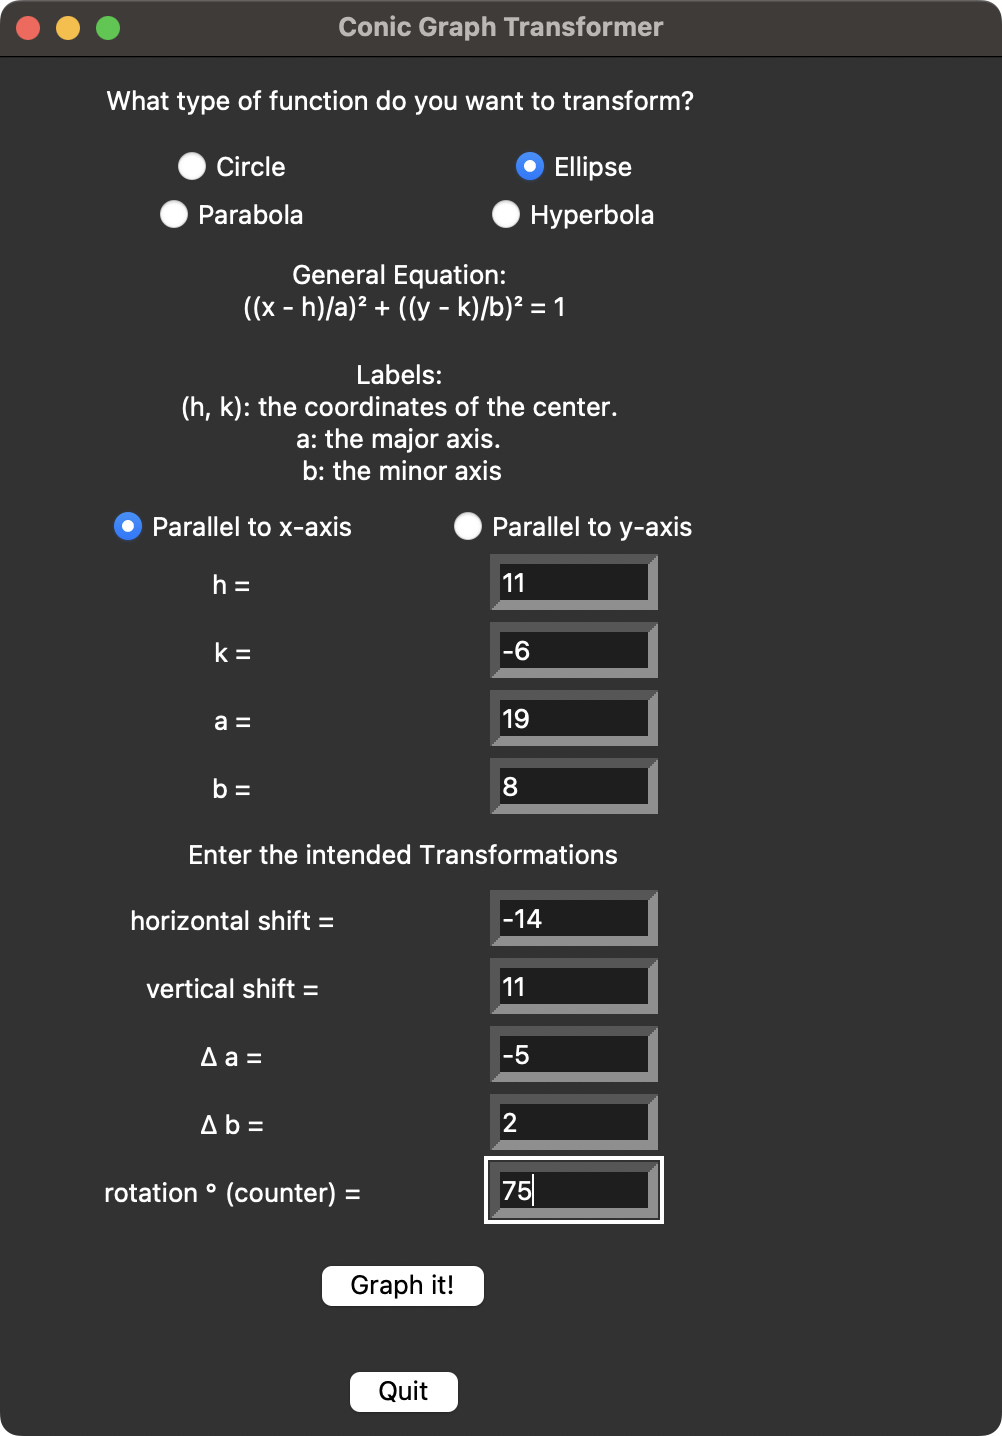 Conic Graph Transformer
What type of function do you want to transform?
Circle Ellipse
Parabola Hyperbola
General Equation:
((x - h)/a)² + ((y - k)/b)² = 1
Labels:
(h, k): the coordinates of the center.
a: the major axis.
b: the minor axis
Parallel to x-axis Parallel to y-axis
h = 11
k = -6
a = 19
b = 8
Enter the intended Transformations
horizontal shift = -14
vertical shift = 11
Δ a = -5
Δ b = 2
rotation ° (counter) = 75
Graph it!
Quit